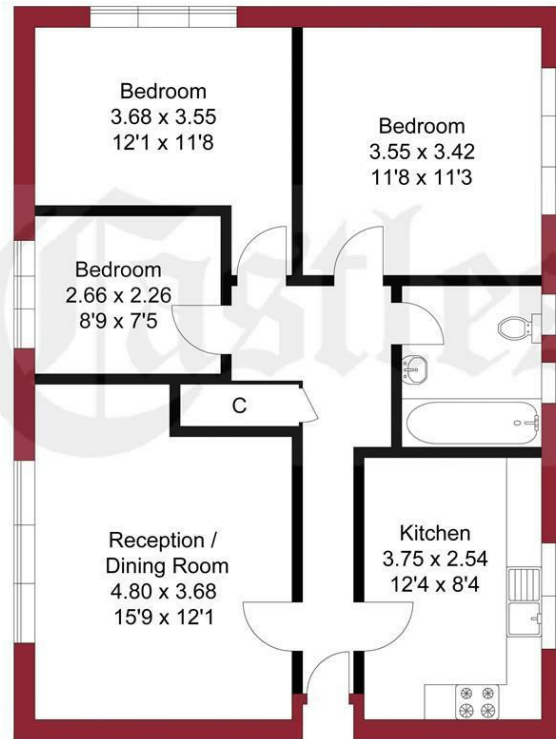 Bedroom
3.68 x 3.55
12'1 x 11'8
Bedroom
3.55 x 3.42
11'8 x 11'3
Bedroom
2.66 x 2.26
8'9 x 7'5
Castles
C
Reception /
Dining Room
4.80 x 3.68
15'9 x 12'1
Kitchen
3.75 x 2.54
12'4 x 8'4